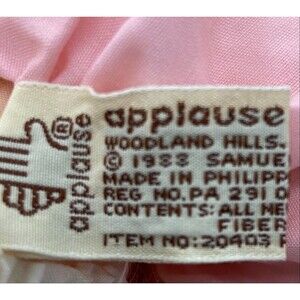 ® applause
applause
WOODLAND HILLS,
© 1988 SAMUE
MADE IN PHILIPP
REG NO. PA 291 0
CONTENTS: ALL NE
FIBER
ITEM NO: 20403